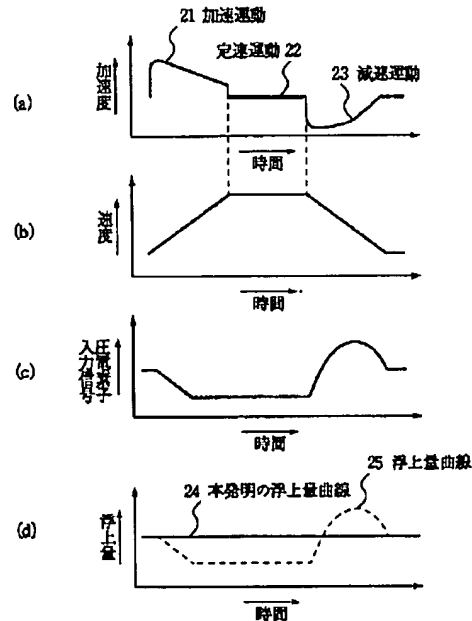 21 加速運動
定速運動 22
23 減速運動
(a)
加速度
時間
(b)
速度
時間
(c)
圧電素子
入力信号
時間
25 浮上量曲線
24 本発明の浮上量曲線
(d)
浮上量
時間